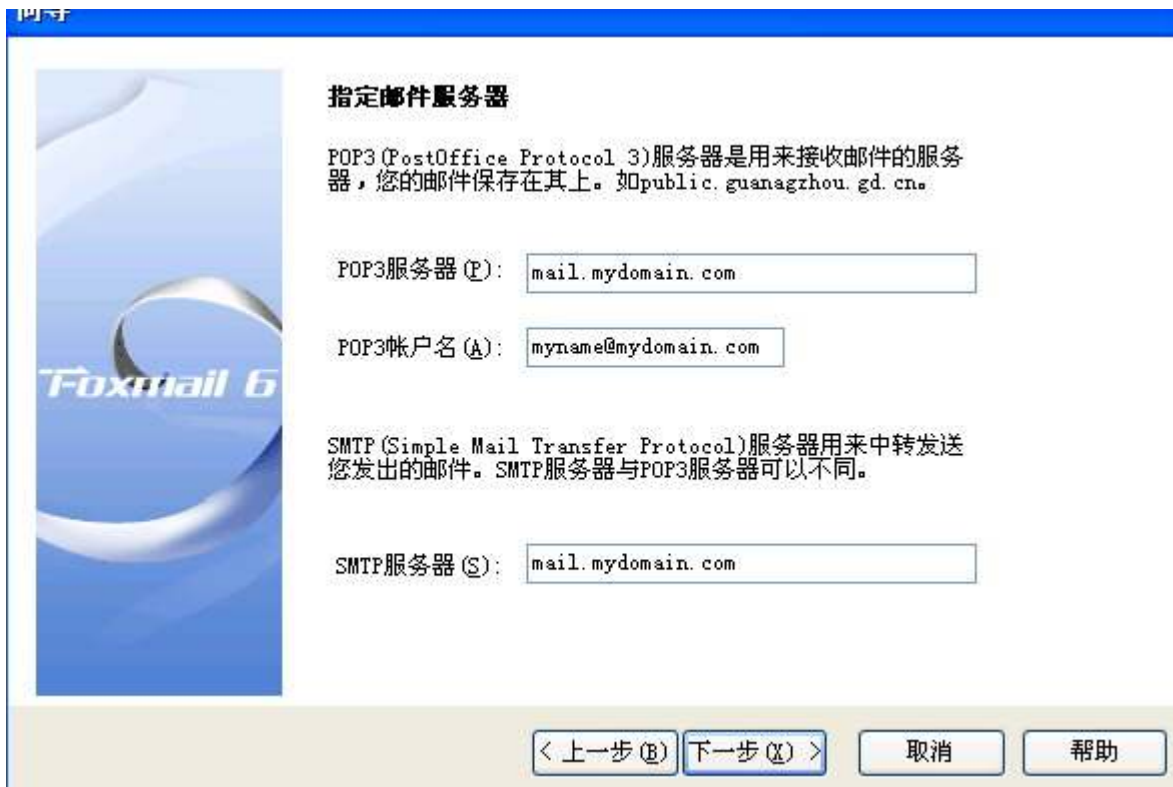 向导
指定邮件服务器
POP3(PostOffice Protocol 3)服务器是用来接收邮件的服务
器，您的邮件保存在其上。如public.guanagzhou.gd.cn。
POP3服务器(P): mail.mydomain.com
POP3帐户名(A): myname@mydomain.com
Foxmail 6
SMTP(Simple Mail Transfer Protocol)服务器用来中转发送
您发出的邮件。SMTP服务器与POP3服务器可以不同。
SMTP服务器(S): mail.mydomain.com
< 上一步(B) 下一步(X) > 取消 帮助